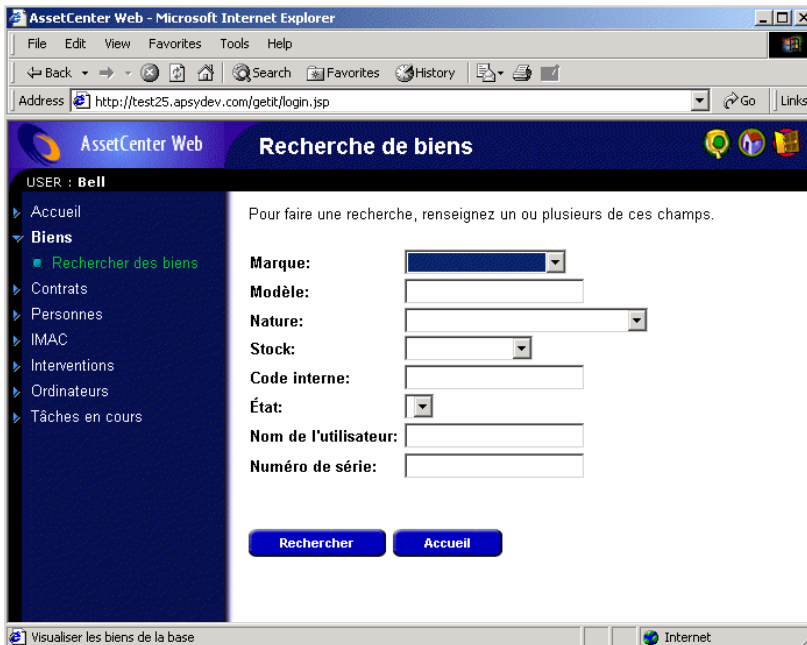 AssetCenter Web - Microsoft Internet Explorer
File Edit View Favorites Tools Help
Back Search Favorites History
Address http://test25.apsydev.com/getit/login.jsp Go Links
AssetCenter Web
Recherche de biens
USER : Bell
Accueil
Biens
Rechercher des biens
Contrats
Personnes
IMAC
Interventions
Ordinateurs
Tâches en cours
Pour faire une recherche, renseignez un ou plusieurs de ces champs.
Marque:
Modèle:
Nature:
Stock:
Code interne:
État:
Nom de l'utilisateur:
Numéro de série:
Rechercher Accueil
Visualiser les biens de la base Internet